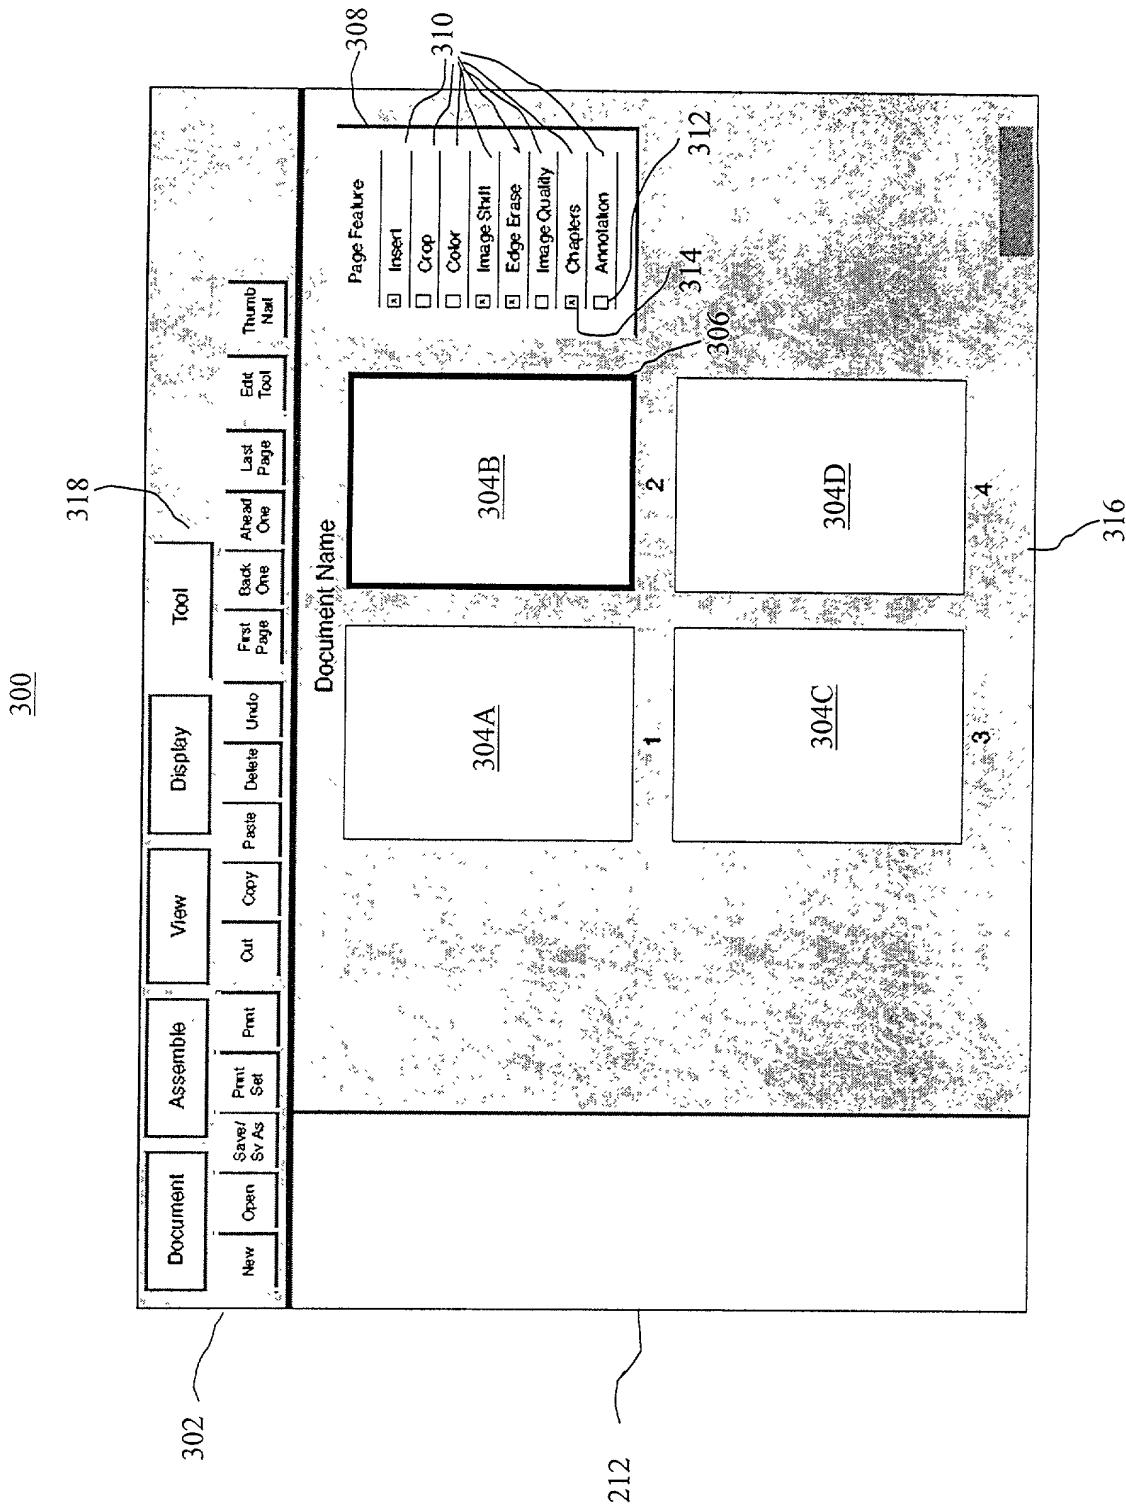 300
318
302
Document
Assemble
View
Display
Tool
New
Open
Save/
Sv As
Print
Set
Print
Cut
Copy
Paste
Delete
Undo
First
Page
Back
One
Ahead
One
Last
Page
Edit
Tool
Thumb
Nail
Document Name
304A
1
304B
2
304C
3
304D
4
306
Page Feature
x Insert
Crop
Color
x Image Shift
x Edge Erase
Image Quality
x Chapters
Annotation
308
310
312
314
316
212